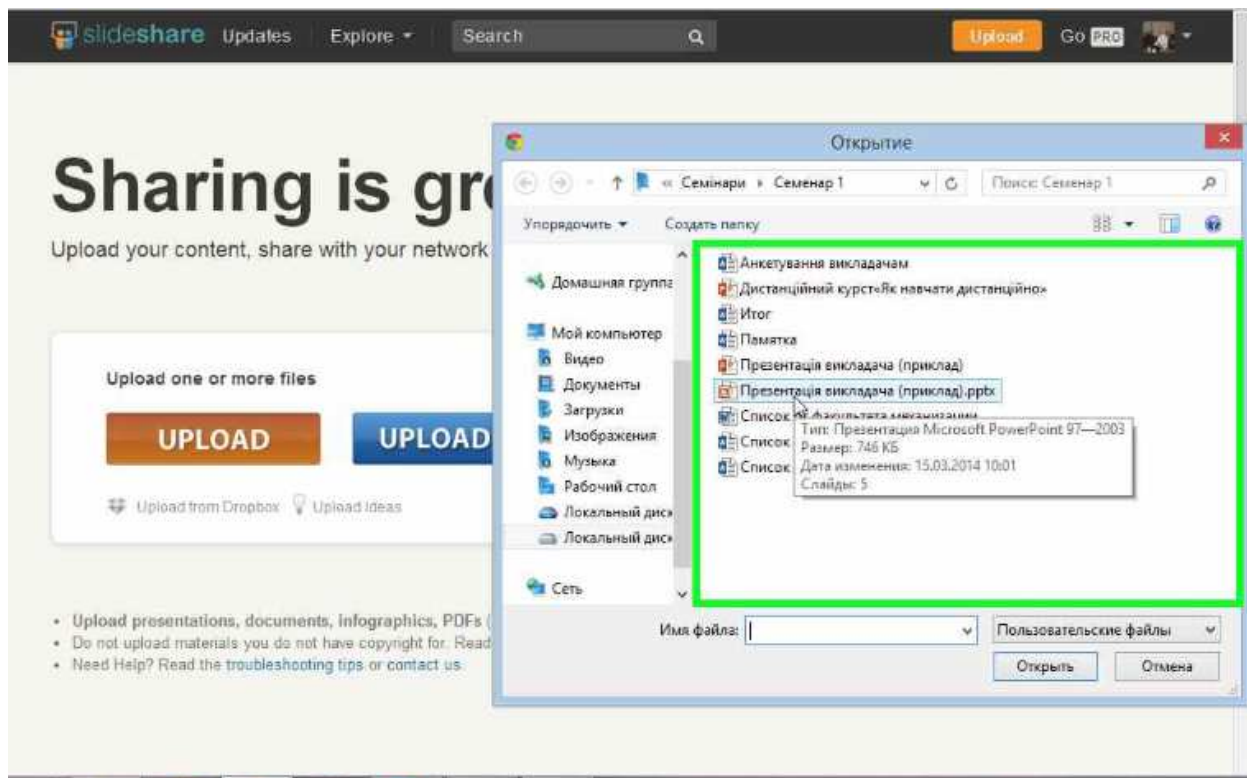 slideshare Updates Explore Search Upload Go PRO
Sharing is gre
Upload your content, share with your network
Upload one or more files
UPLOAD UPLOAD
Upload from Dropbox Upload Ideas
Upload presentations, documents, infographics, PDFs (
Do not upload materials you do not have copyright for. Read
Need Help? Read the troubleshooting tips or contact us.
Открытие
« Семінари Семенар 1 Поиск: Семенар 1
Упорядочить Создать папку
Домашняя группа
Мой компьютер
Видео
Документы
Загрузки
Изображения
Музыка
Рабочий стол
Локальный диск
Локальный диск
Сеть
Анкетування викладачам
Дистанційний курст«Як навчати дистанційно»
Итог
Памятка
Презентація викладача (приклад)
Презентація викладача (приклад).pptx
Список факультета механизации
Список
Список
Тип: Презентация Microsoft PowerPoint 97—2003
Размер: 746 КБ
Дата изменения: 15.03.2014 10:01
Слайды: 5
Имя файла: Пользовательские файлы
Открыть Отмена